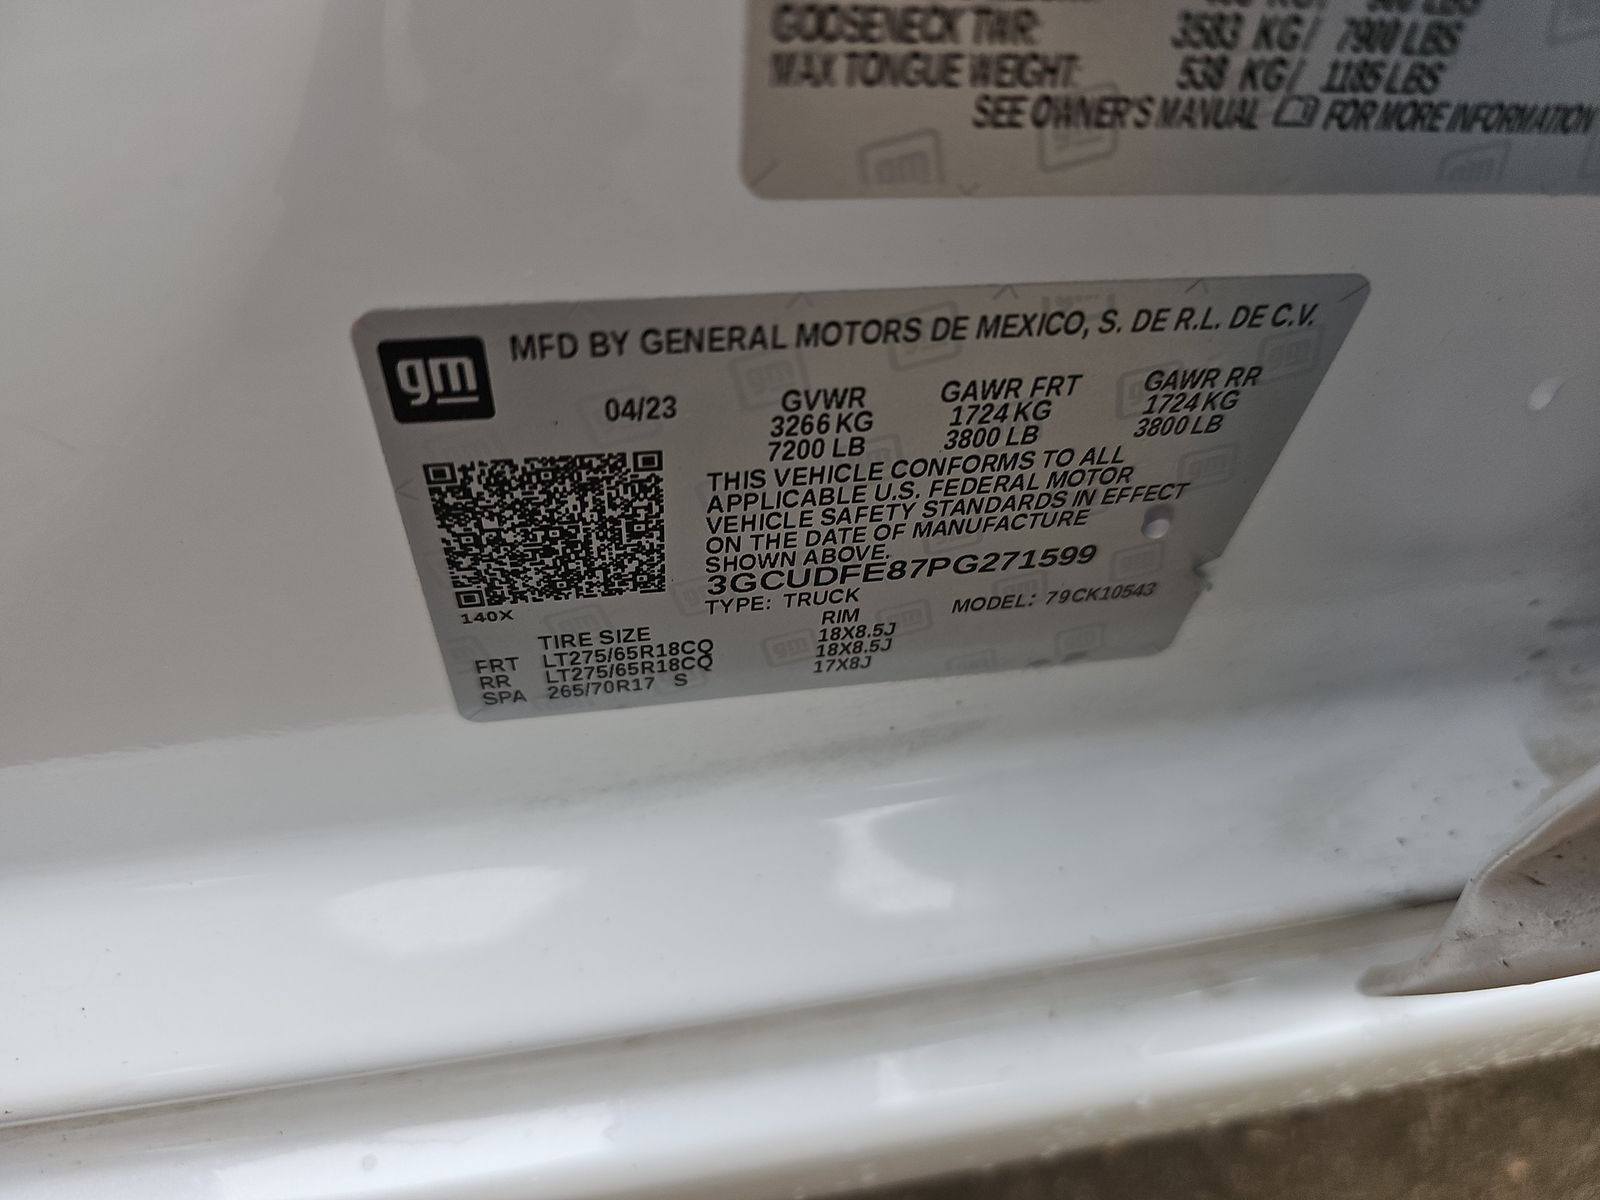 GOOSENECK TWR: 3583 KG/ 7900 LBS
MAX TONGUE WEIGHT: 538 KG/ 1185 LBS
SEE OWNER'S MANUAL FOR MORE INFORMATION
gm MFD BY GENERAL MOTORS DE MEXICO, S. DE R.L. DE C.V.
04/23 GVWR GAWR FRT GAWR RR
3266 KG 1724 KG 1724 KG
7200 LB 3800 LB 3800 LB
THIS VEHICLE CONFORMS TO ALL
APPLICABLE U.S. FEDERAL MOTOR
VEHICLE SAFETY STANDARDS IN EFFECT
ON THE DATE OF MANUFACTURE
SHOWN ABOVE.
3GCUDFE87PG271599
TYPE: TRUCK MODEL: 79CK10543
140X
TIRE SIZE RIM
FRT LT275/65R18CQ 18X8.5J
RR LT275/65R18CQ 18X8.5J
SPA 265/70R17 S 17X8J